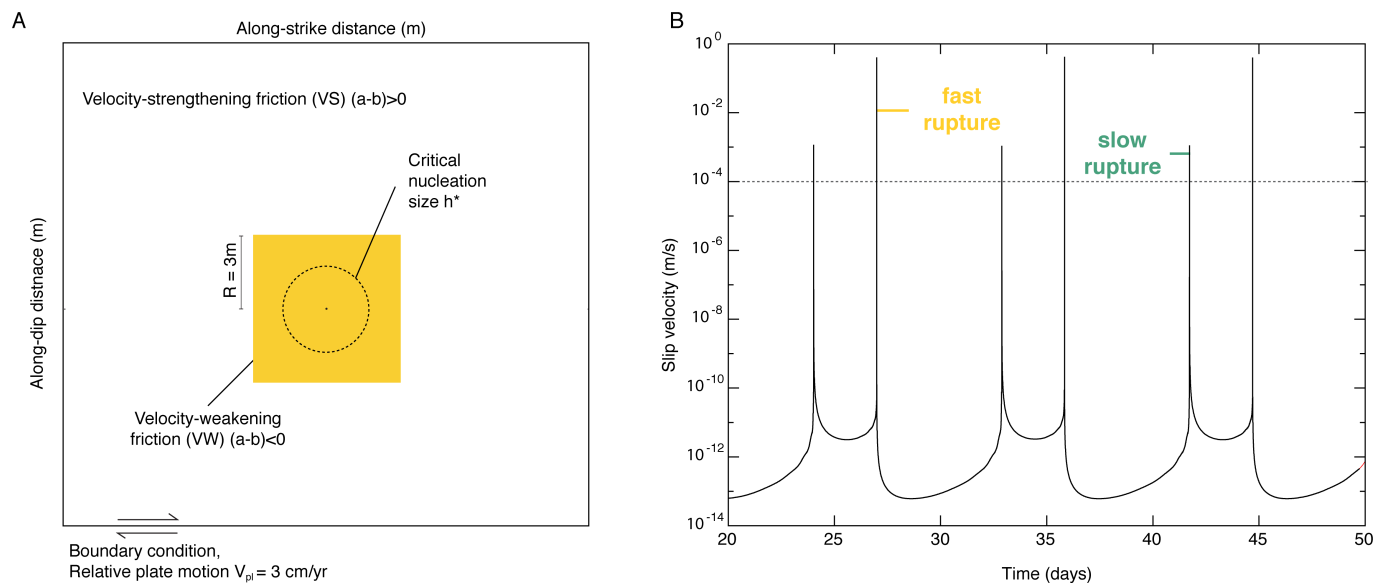 A
Along-strike distance (m)
Velocity-strengthening friction (VS) (a-b)>0
Critical
nucleation
size h*
R = 3m
Along-dip distnace (m)
Velocity-weakening
friction (VW) (a-b)<0
Boundary condition,
Relative plate motion Vpl = 3 cm/yr
B
10^0
10^-2
10^-4
10^-6
10^-8
10^-10
10^-12
10^-14
Slip velocity (m/s)
fast
rupture
slow
rupture
20 25 30 35 40 45 50
Time (days)